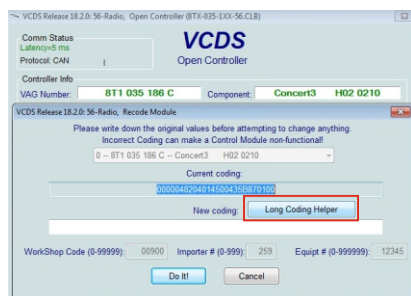 VCDS Release 18.2.0: 56-Radio, Open Controller (8TX-035-1XX-56.CLB)
Comm Status
Latency=5 ms
Protocol: CAN
VCDS
Open Controller
Controller Info
VAG Number: 8T1 035 186 C Component: Concert3 H02 0210
VCDS Release 18.2.0: 56-Radio, Recode Module
Please write down the original values before attempting to change anything.
Incorrect Coding can make a Control Module non-functional!
0 -- 8T1 035 186 C -- Concert3 H02 0210
Current coding:
New coding: Long Coding Helper
WorkShop Code (0-99999): 00900 Importer # (0-999): 259 Equipt # (0-999999): 12345
Do It! Cancel